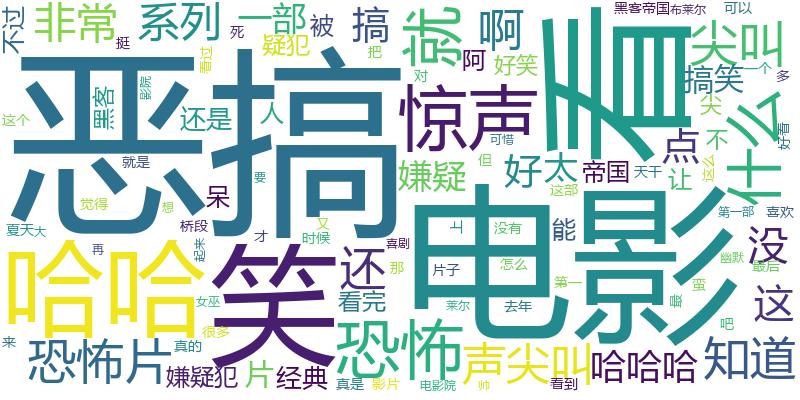 不过
非常
系列
一部
疑犯
被
挺
死
搞
把
看过
影院
就
啊
阿
好笑
对
看
黑客帝国
布莱尔
可以
尖叫
搞笑
一个
多
恶搞
电影
惊声
黑客
还是
人
这个
就是
嫌疑
好太
可惜
但
这部
帝国
天干
点
让
尖
不
这么
什么
好看
觉得
想
要
呆
桥段
夏天
大
起来
再
才
又
时候
喜剧
上
没有
怎么
能
第一部
喜欢
没
幽默
最后
这
哈哈
笑
还
看完
那
片子
莱尔
去年
第一
最
蛮
吧
女巫
很多
真的
来
恐怖片
恐怖
声尖叫
哈哈哈
知道
嫌疑犯
片
经典
真是
影片
电影院
帅
看到